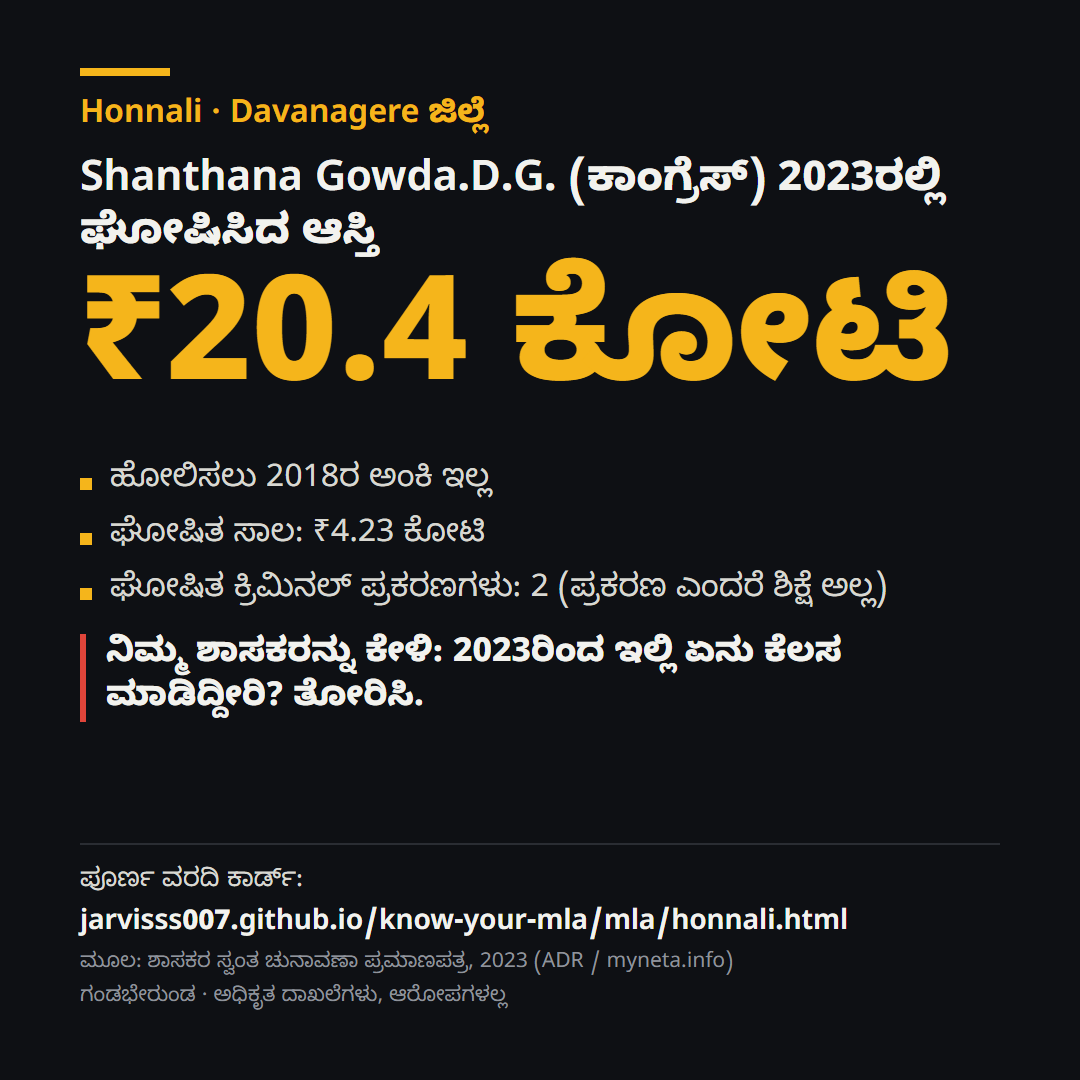 Honnali · Davanagere ಜಿಲ್ಲೆ
Shanthana Gowda.D.G. (ಕಾಂಗ್ರೆಸ್) 2023ರಲ್ಲಿ
ಘೋಷಿಸಿದ ಆಸ್ತಿ
₹20.4 ಕೋಟಿ
ಹೋಲಿಸಲು 2018ರ ಅಂಕಿ ಇಲ್ಲ
ಘೋಷಿತ ಸಾಲ: ₹4.23 ಕೋಟಿ
ಘೋಷಿತ ಕ್ರಿಮಿನಲ್ ಪ್ರಕರಣಗಳು: 2 (ಪ್ರಕರಣ ಎಂದರೆ ಶಿಕ್ಷೆ ಅಲ್ಲ)
ನಿಮ್ಮ ಶಾಸಕರನ್ನು ಕೇಳಿ: 2023ರಿಂದ ಇಲ್ಲಿ ಏನು ಕೆಲಸ
ಮಾಡಿದ್ದೀರಿ? ತೋರಿಸಿ.
ಪೂರ್ಣ ವರದಿ ಕಾರ್ಡ್:
jarvisss007.github.io/know-your-mla/mla/honnali.html
ಮೂಲ: ಶಾಸಕರ ಸ್ವಂತ ಚುನಾವಣಾ ಪ್ರಮಾಣಪತ್ರ, 2023 (ADR / myneta.info)
ಗಂಡಭೇರುಂಡ · ಅಧಿಕೃತ ದಾಖಲೆಗಳು, ಆರೋಪಗಳಲ್ಲ